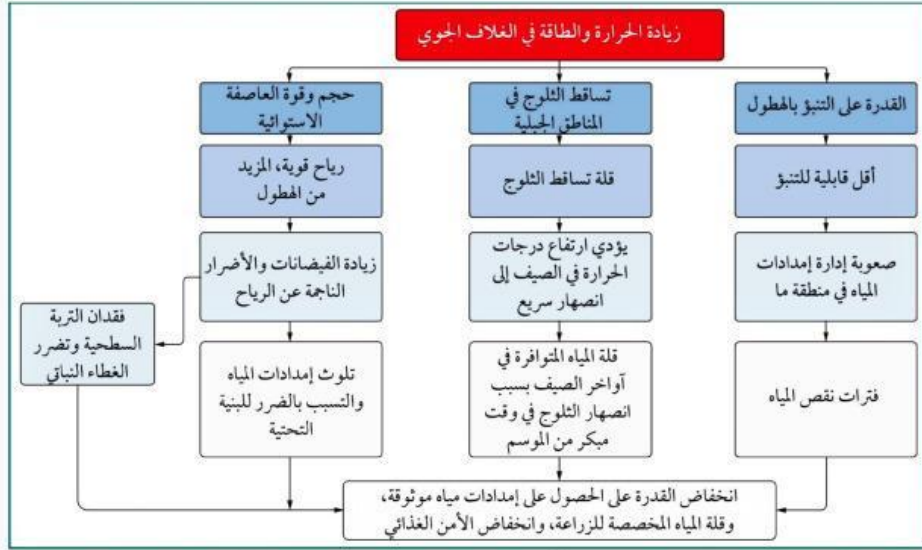 زيادة الحرارة والطاقة في الغلاف الجوي
القدرة على التنبؤ بالهطول
أقل قابلية للتنبؤ
صعوبة إدارة إمدادات
المياه في منطقة ما
فترات نقص المياه
تساقط الثلوج في
المناطق الجبلية
قلة تساقط الثلوج
يؤدي ارتفاع درجات
الحرارة في الصيف إلى
انصهار سريع
قلة المياه المتوافرة في
آواخر الصيف بسبب
انصهار الثلوج في وقت
مبكر من الموسم
حجم وقوة العاصفة
الاستوائية
رياح قوية، المزيد
من الهطول
زيادة الفيضانات والأضرار
الناجمة عن الرياح
تلوث إمدادات المياه
والتسبب بالضرر للبنية
التحتية
فقدان التربة
السطحية وتضرر
الغطاء النباتي
انخفاض القدرة على الحصول على إمدادات مياه موثوقة،
وقلة المياه المخصصة للزراعة، وانخفاض الأمن الغذائي